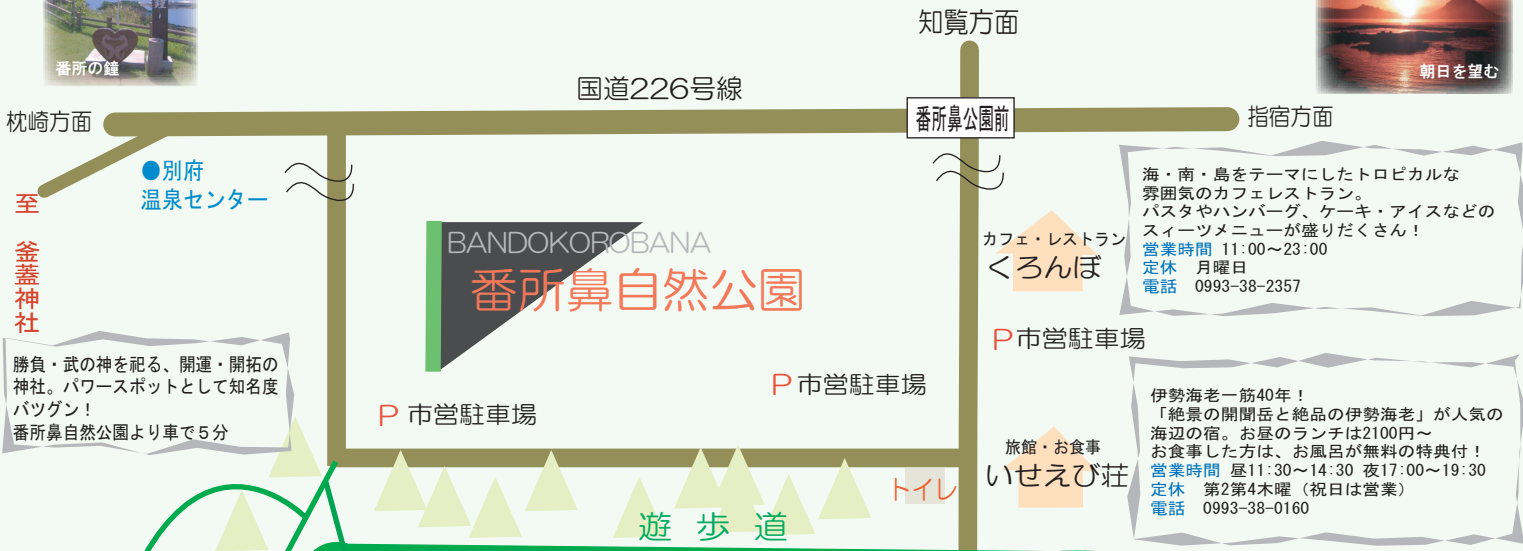 番所の鐘
知覧方面
朝日を望む
国道226号線
枕崎方面
番所鼻公園前
指宿方面
●別府
温泉センター
至 釜蓋神社
BANDOKOROBANA
番所鼻自然公園
カフェ・レストラン
くろんぼ
海・南・島をテーマにしたトロピカルな
雰囲気のカフェレストラン。
パスタやハンバーグ、ケーキ・アイスなどの
スィーツメニューが盛りだくさん！
営業時間 11:00～23:00
定休 月曜日
電話 0993-38-2357
P市営駐車場
勝負・武の神を祀る、開運・開拓の
神社。パワースポットとして知名度
バツグン！
番所鼻自然公園より車で５分
P市営駐車場
P 市営駐車場
旅館・お食事
いせえび荘
伊勢海老一筋40年！
「絶景の開聞岳と絶品の伊勢海老」が人気の
海辺の宿。お昼のランチは2100円～
お食事した方は、お風呂が無料の特典付！
営業時間 昼11:30～14:30 夜17:00～19:30
定休 第2第4木曜（祝日は営業）
電話 0993-38-0160
トイレ
遊歩道